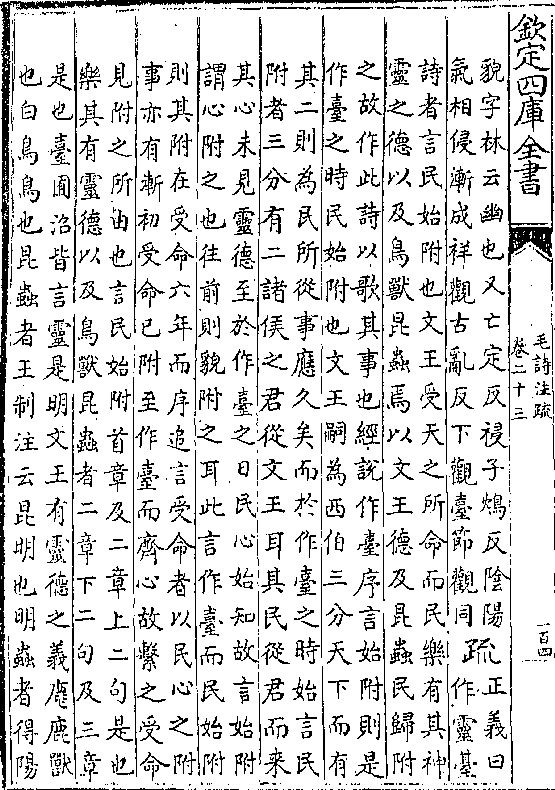 欽定四庫全書
毛詩注疏
卷二十三
一百四
貌字林云幽也又亡定反祲子鴆反陰陽
氣相侵漸成祥觀古亂反下觀臺節觀同疏正義曰作靈臺
詩者言民始附也文王受天之所命而民樂有其神
靈之德以及鳥獸昆蟲焉以文王德及昆蟲民歸附
之故作此詩以歌其事也經說作臺序言始附則是
作臺之時民始附也文王嗣為西伯三分天下而有
其二則為民所從事應久矣而於作臺之時始言民
附者三分有二諸侯之君從文王耳其民從君而來
其心未見靈德至於作臺之日民心始知故言始附
謂心附之也往前則貌附之耳此言作臺而民始附
則其附在受命六年而序追言受命者以民心之附
事亦有漸初受命已附至作臺而齊心故繫之受命
見附之所由也言民始附首章及二章上二句是也
樂其有靈德以及鳥獸昆蟲者二章下二句及三章
是也臺囿沼皆言靈是明文王有靈德之義麀鹿獸
也白鳥鳥也昆蟲者王制注云昆明也明蟲者得陽